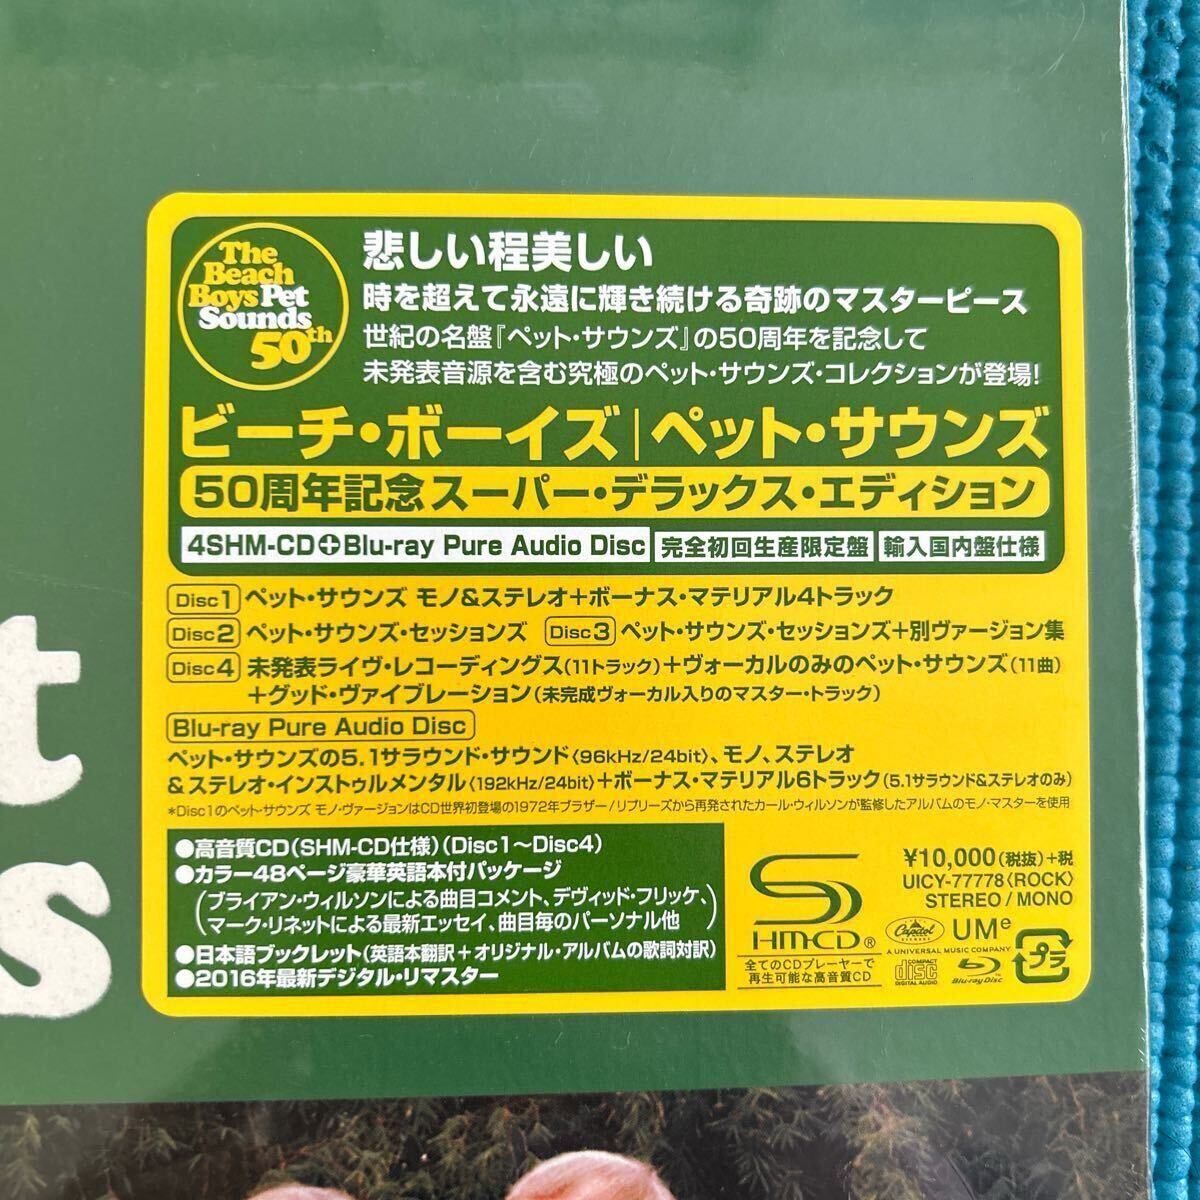 The
Beach
Boys Pet
Sounds
50th
悲しい程美しい
時を超えて永遠に輝き続ける奇跡のマスターピース
世紀の名盤『ペット・サウンズ』の50周年を記念して
未発表音源を含む究極のペット・サウンズ・コレクションが登場!
ビーチ・ボーイズ|ペット・サウンズ
50周年記念スーパー・デラックス・エディション
4SHM-CD+Blu-ray Pure Audio Disc 完全初回生産限定盤 輸入国内盤仕様
Disc1 ペット・サウンズ モノ&ステレオ+ボーナス・マテリアル4トラック
Disc2 ペット・サウンズ・セッションズ Disc3 ペット・サウンズ・セッションズ+別ヴァージョン集
Disc4 未発表ライヴ・レコーディングス(11トラック)+ヴォーカルのみのペット・サウンズ(11曲)
+グッド・ヴァイブレーション(未完成ヴォーカル入りのマスター・トラック)
Blu-ray Pure Audio Disc
ペット・サウンズの5.1サラウンド・サウンド〈96kHz/24bit〉、モノ、ステレオ
&ステレオ・インストゥルメンタル〈192kHz/24bit〉+ボーナス・マテリアル6トラック(5.1サラウンド&ステレオのみ)
*Disc1のペット・サウンズ モノ・ヴァージョンはCD世界初登場の1972年ブラザー/リプリーズから再発されたカール・ウィルソンが監修したアルバムのモノ・マスターを使用
●高音質CD(SHM-CD仕様)(Disc1〜Disc4)
●カラー48ページ豪華英語本付パッケージ
(ブライアン・ウィルソンによる曲目コメント、デヴィッド・フリッケ、
マーク・リネットによる最新エッセイ、曲目毎のパーソナル他)
●日本語ブックレット(英語本翻訳+オリジナル・アルバムの歌詞対訳)
●2016年最新デジタル・リマスター
SHM-CD®
全てのCDプレーヤーで
再生可能な高音質CD
¥10,000(税抜)+税
UICY-77778〈ROCK〉
STEREO / MONO
Capitol
UMe
A UNIVERSAL MUSIC COMPANY
COMPACT
disc
DIGITAL AUDIO
Blu-ray Disc™
プラ
t
s